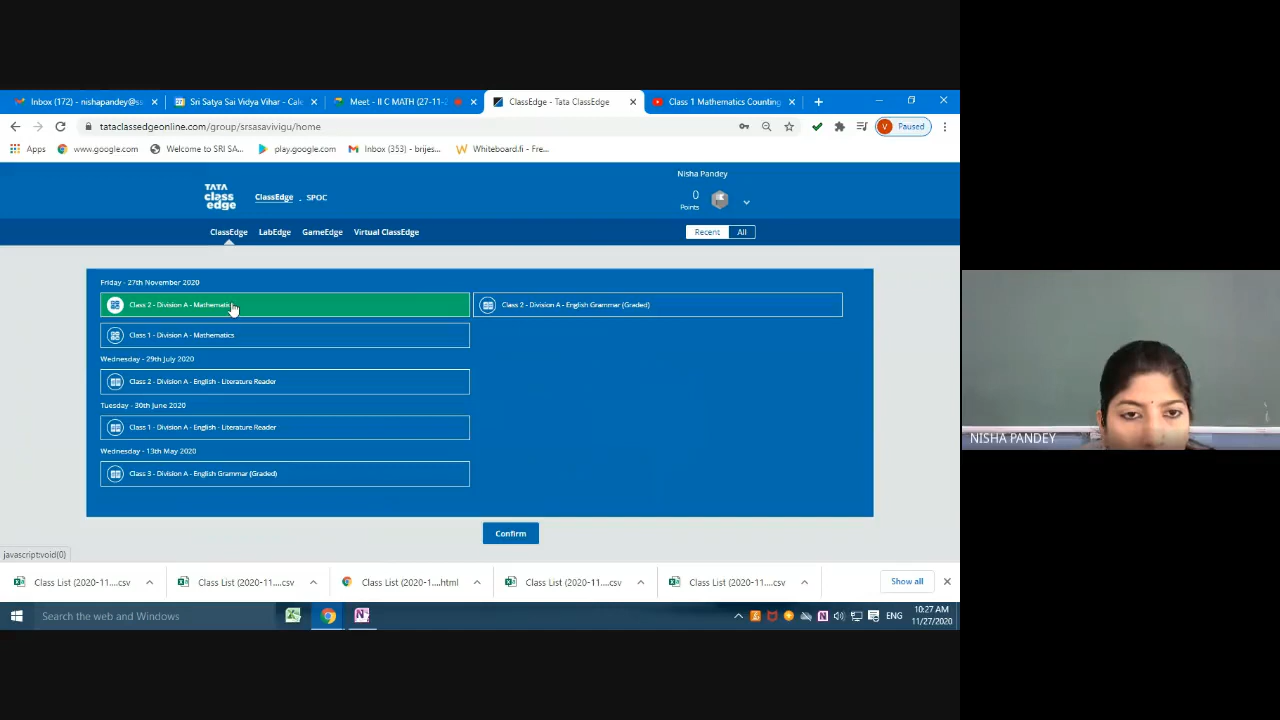 Inbox (172) - nishapandey@ss
Sri Satya Sai Vidya Vihar - Cale
Meet - II C MATH (27-11-2
ClassEdge - Tata ClassEdge
Class 1 Mathematics Counting
tataclassedgeonline.com/group/srsasavivigu/home
V Paused
Apps
www.google.com
Welcome to SRI SA...
play.google.com
Inbox (353) - brijes...
Whiteboard.fi - Fre...
Nisha Pandey
TATA
class
edge
ClassEdge
SPOC
0
Points
ClassEdge
LabEdge
GameEdge
Virtual ClassEdge
Recent
All
Friday - 27th November 2020
Class 2 - Division A - Mathematics
Class 2 - Division A - English Grammar (Graded)
Class 1 - Division A - Mathematics
Wednesday - 29th July 2020
Class 2 - Division A - English - Literature Reader
Tuesday - 30th June 2020
Class 1 - Division A - English - Literature Reader
Wednesday - 13th May 2020
Class 3 - Division A - English Grammar (Graded)
Confirm
NISHA PANDEY
javascript:void(0)
Class List (2020-11....csv
Class List (2020-11....csv
Class List (2020-1....html
Class List (2020-11....csv
Class List (2020-11....csv
Show all
Search the web and Windows
ENG
10:27 AM
11/27/2020